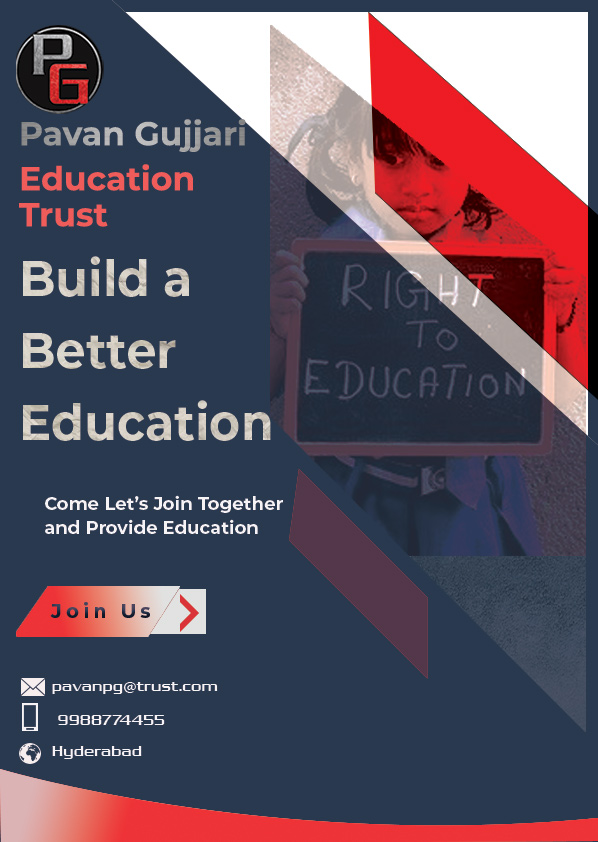 PG
Pavan Gujjari
Education
Trust
Build a
Better
Education
RIGHT
TO
EDUCATION
Come Let’s Join Together
and Provide Education
Join Us
pavanpg@trust.com
9988774455
Hyderabad